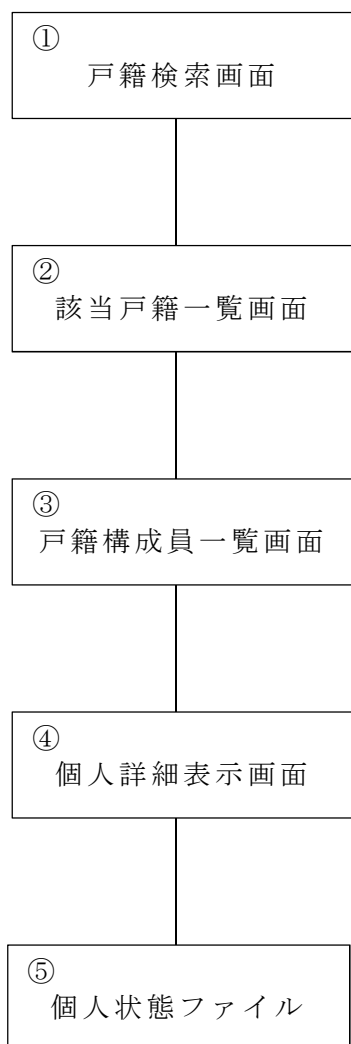 ①
戸籍検索画面
②
該当戸籍一覧画面
③
戸籍構成員一覧画面
④
個人詳細表示画面
⑤
個人状態ファイル